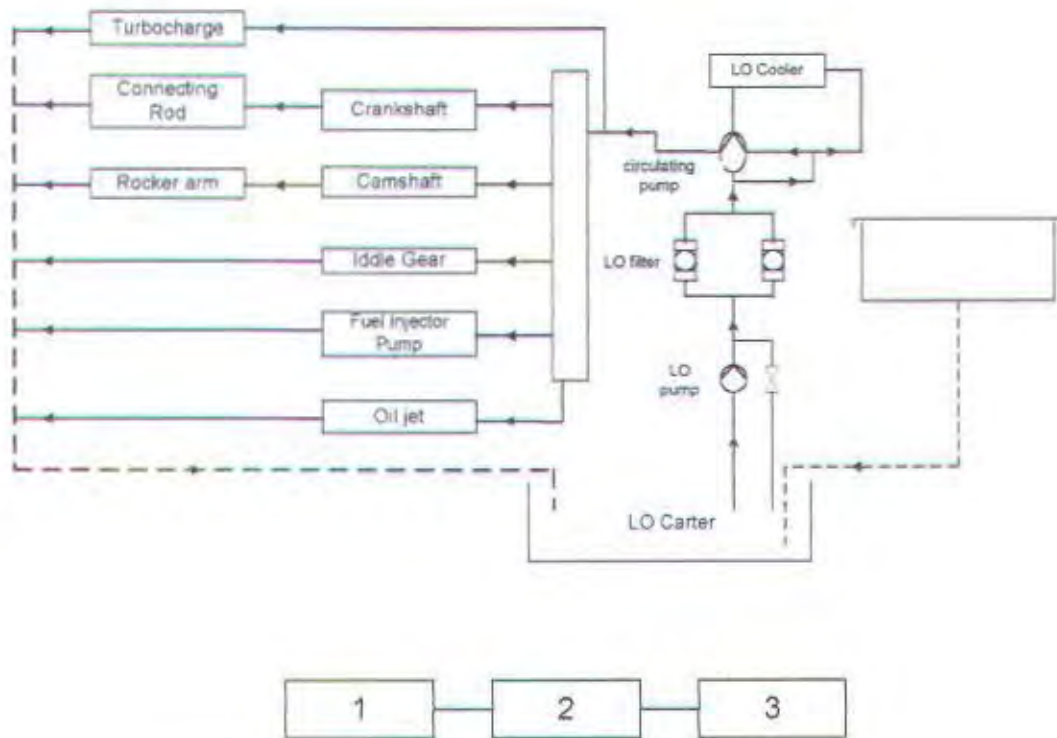 Turbocharge
LO Cooler
Connecting
Rod
Crankshaft
circulating
pump
Rocker arm
Camshaft
Iddle Gear
LO filter
Fuel Injector
Pump
LO
pump
Oil jet
LO Carter
1
2
3